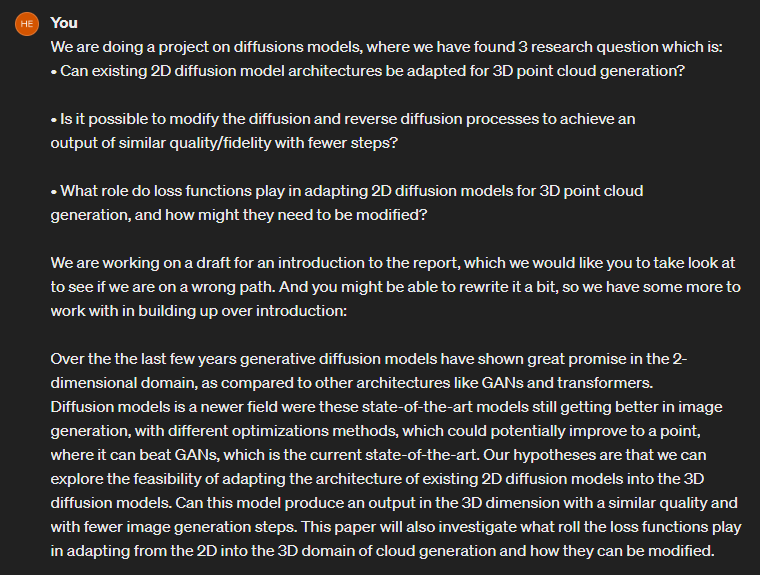 HE You
We are doing a project on diffusions models, where we have found 3 research question which is:
• Can existing 2D diffusion model architectures be adapted for 3D point cloud generation?
• Is it possible to modify the diffusion and reverse diffusion processes to achieve an
output of similar quality/fidelity with fewer steps?
• What role do loss functions play in adapting 2D diffusion models for 3D point cloud
generation, and how might they need to be modified?
We are working on a draft for an introduction to the report, which we would like you to take look at
to see if we are on a wrong path. And you might be able to rewrite it a bit, so we have some more to
work with in building up over introduction:
Over the the last few years generative diffusion models have shown great promise in the 2-
dimensional domain, as compared to other architectures like GANs and transformers.
Diffusion models is a newer field were these state-of-the-art models still getting better in image
generation, with different optimizations methods, which could potentially improve to a point,
where it can beat GANs, which is the current state-of-the-art. Our hypotheses are that we can
explore the feasibility of adapting the architecture of existing 2D diffusion models into the 3D
diffusion models. Can this model produce an output in the 3D dimension with a similar quality and
with fewer image generation steps. This paper will also investigate what roll the loss functions play
in adapting from the 2D into the 3D domain of cloud generation and how they can be modified.